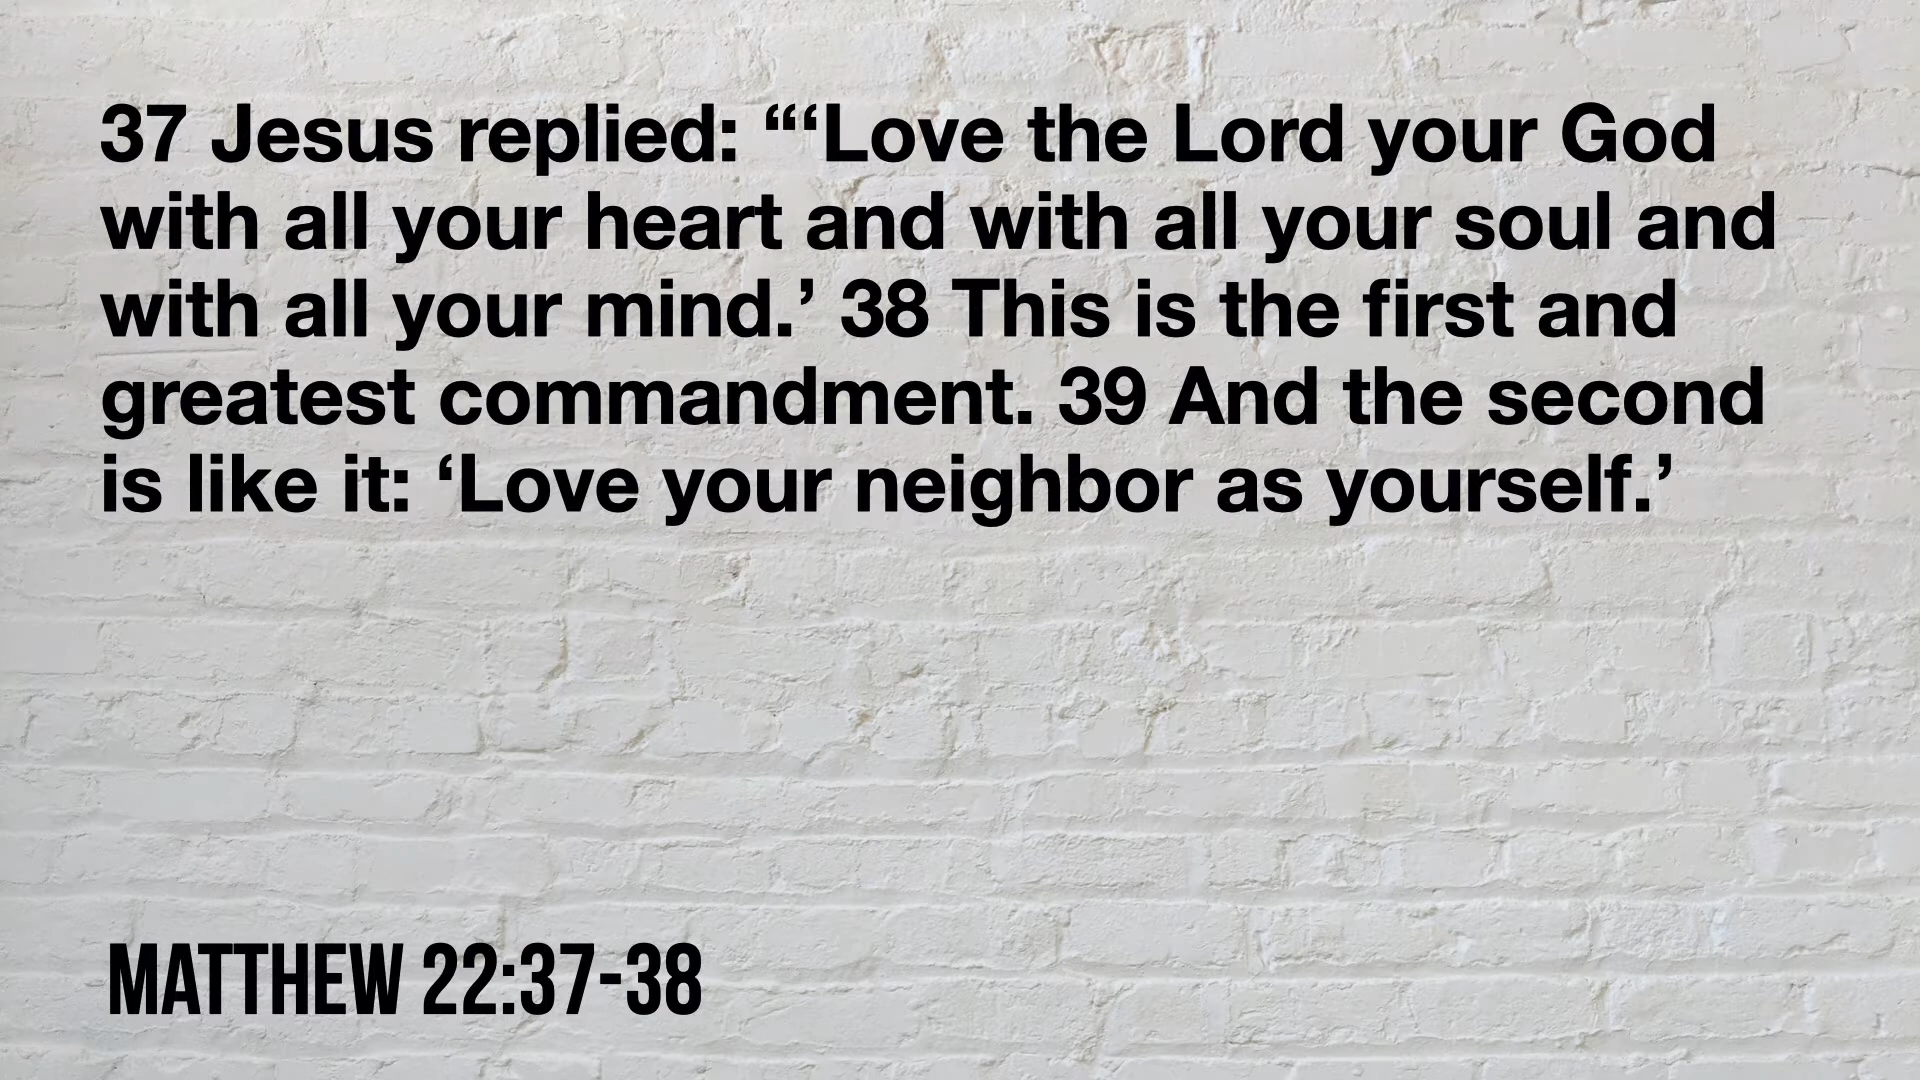 37 Jesus replied: “‘Love the Lord your God
with all your heart and with all your soul and
with all your mind.’ 38 This is the first and
greatest commandment. 39 And the second
is like it: ‘Love your neighbor as yourself.’
MATTHEW 22:37-38